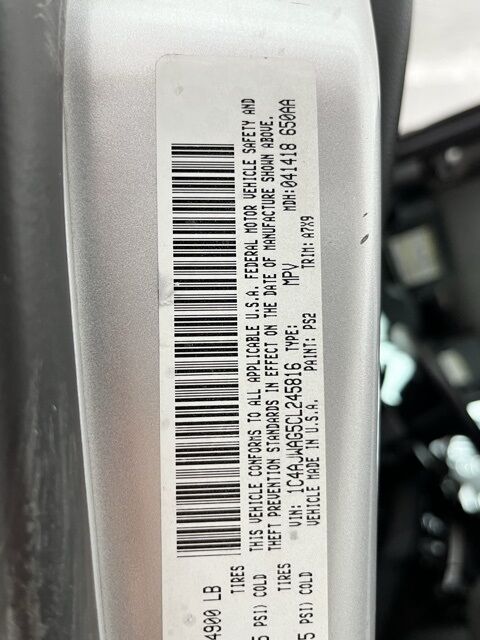 4900 LB
TIRES
5 PSI) COLD
THIS VEHICLE CONFORMS TO ALL APPLICABLE U.S.A. FEDERAL MOTOR VEHICLE SAFETY AND
THEFT PREVENTION STANDARDS IN EFFECT ON THE DATE OF MANUFACTURE SHOWN ABOVE.
TIRES
5 PSI) COLD
VIN: 1C4AJWAG5CL245816 TYPE: MPV MDH:041418 650AA
VEHICLE MADE IN U.S.A. PAINT: PS2 TRIM: A7X9